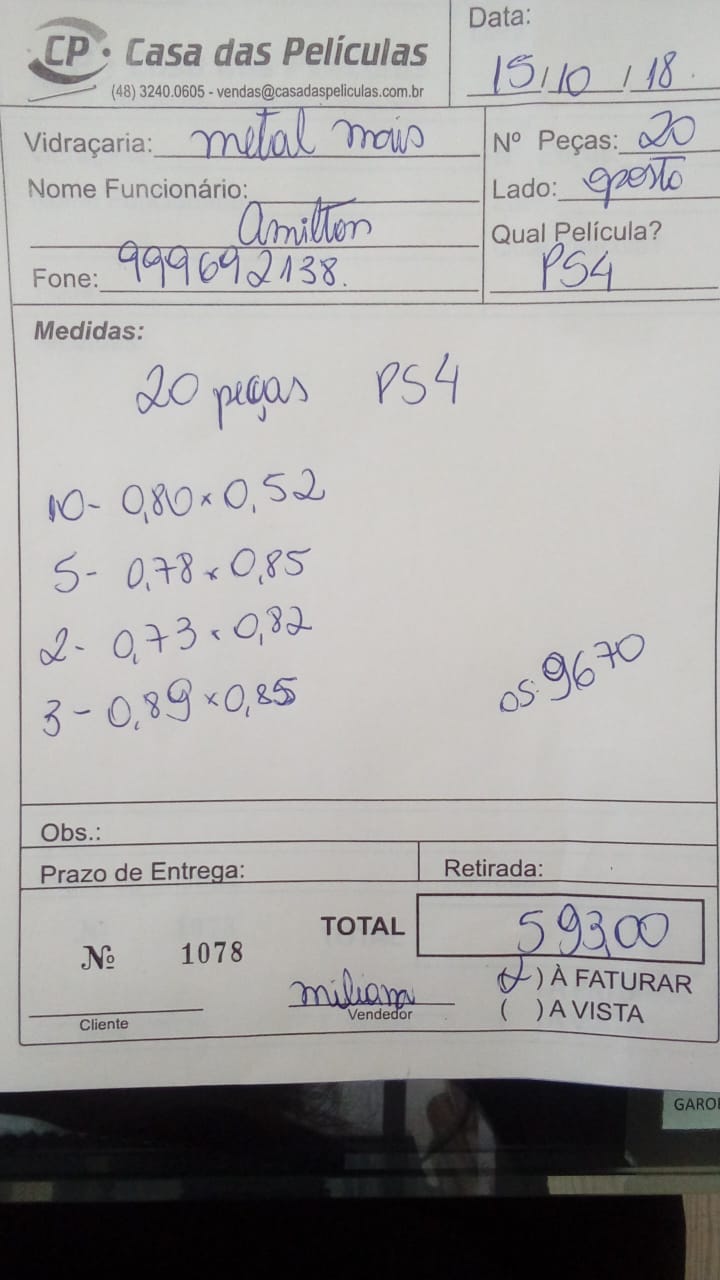 CP. Casa das Películas
(48) 3240.0605 - vendas@casadaspeliculas.com.br
Data:
15/10/18.
Vidraçaria: metal mais
Nº Peças: 20
Nome Funcionário:
Amilton
Lado: oposto
Fone: 999692138.
Qual Película?
PS4
Medidas:
20 peças PS4
10- 0,80 x 0,52
5- 0,78 x 0,85
2- 0,73 x 0,82
3- 0,89 x 0,85
OS: 9670
Obs.:
Prazo de Entrega:
Retirada:
Nº 1078
TOTAL 593,00
miliana
Cliente
Vendedor
(x) À FATURAR
( ) A VISTA
GARO